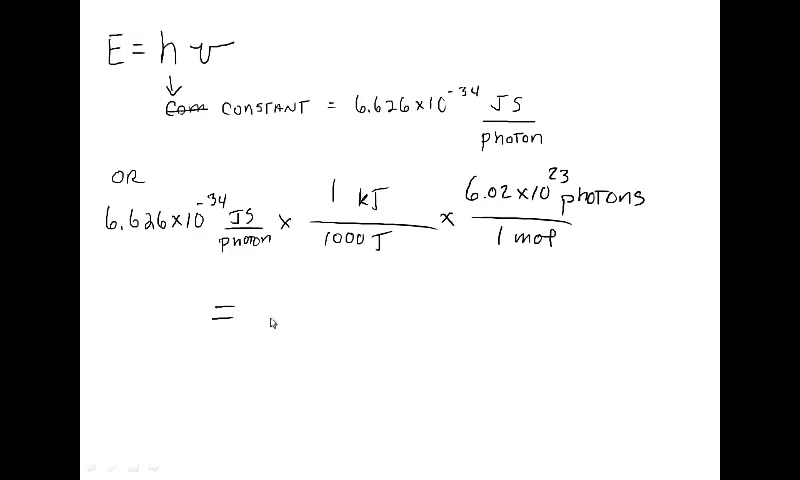 E = h ν
↓
Con CONSTANT = 6.626 × 10^-34 JS / photon
OR
6.626 × 10^-34 JS / photon × 1 kJ / 1000 J × 6.02 × 10^23 photons / 1 mol
=